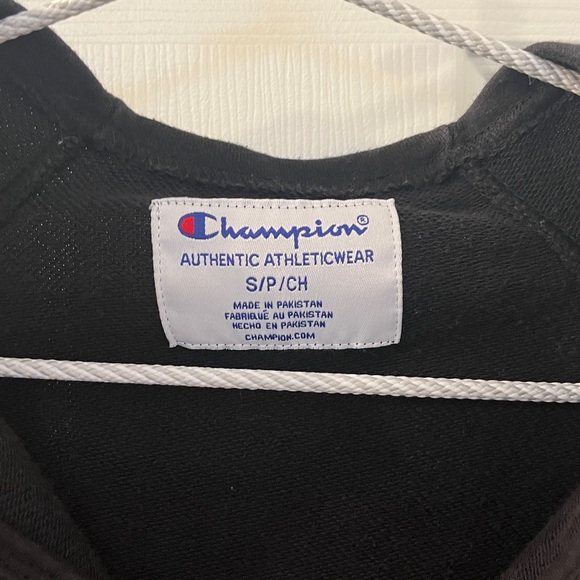 Champion®
AUTHENTIC ATHLETICWEAR
S/P/CH
MADE IN PAKISTAN
FABRIQUÉ AU PAKISTAN
HECHO EN PAKISTAN
CHAMPION.COM